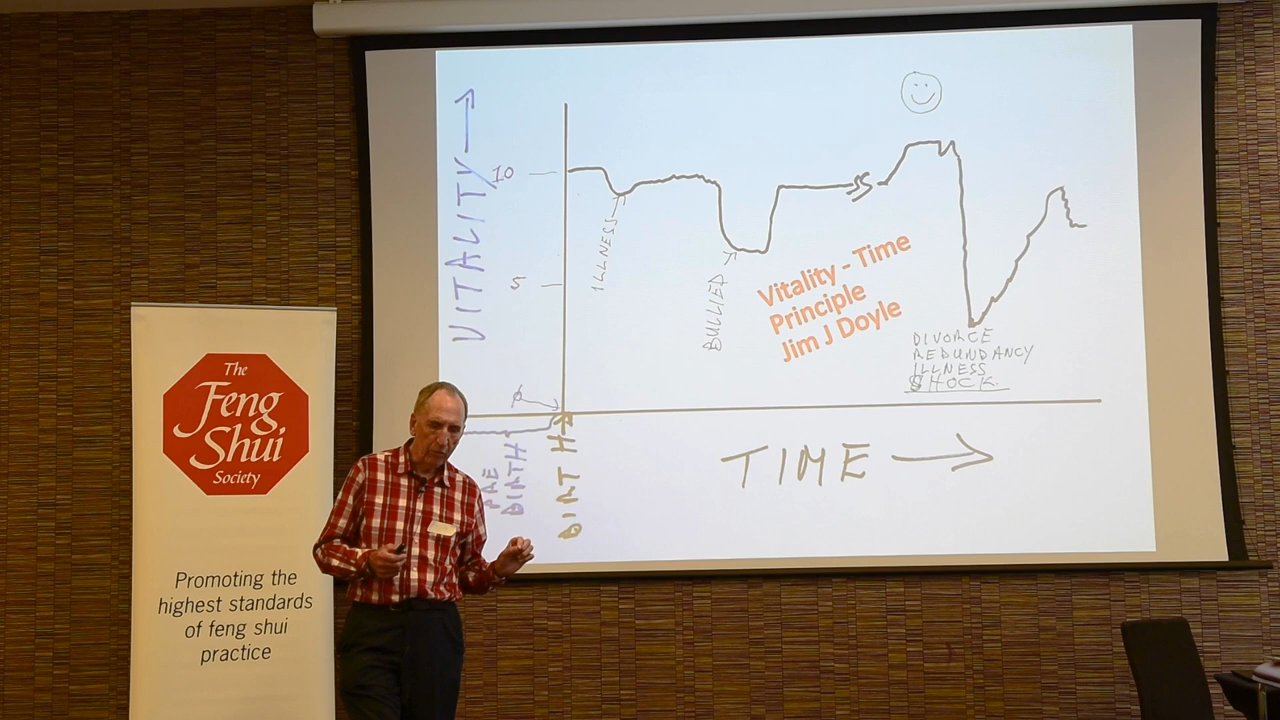 The
Feng
Shui
Society
Promoting the
highest standards
of feng shui
practice
VITALITY
10
5
ILLNESS
BULLIED
Vitality - Time
Principle
Jim J Doyle
DIVORCE
REDUNDANCY
ILLNESS
SHOCK
PRE
BIRTH
BIRTH
TIME